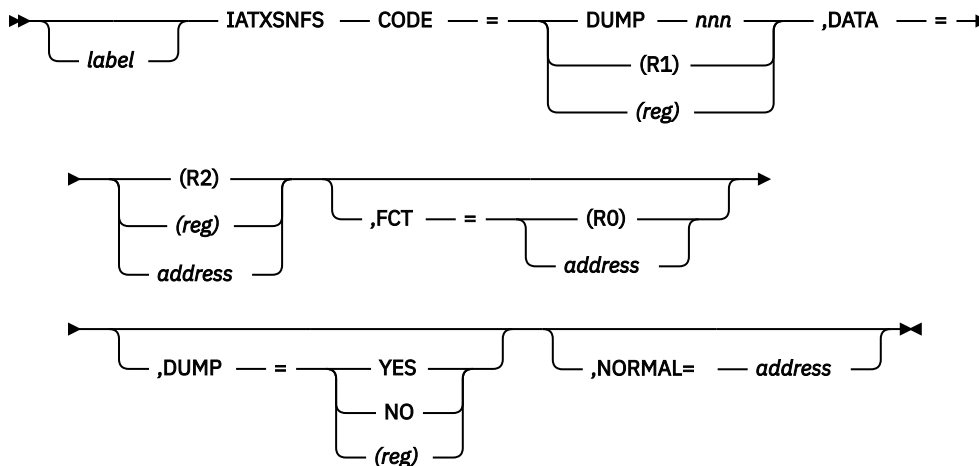 IATXSNFS CODE = DUMP nnn ,DATA =
label (R1)
(reg)
(R2)
(reg) ,FCT = (R0)
address address
,DUMP = YES ,NORMAL= address
NO
(reg)